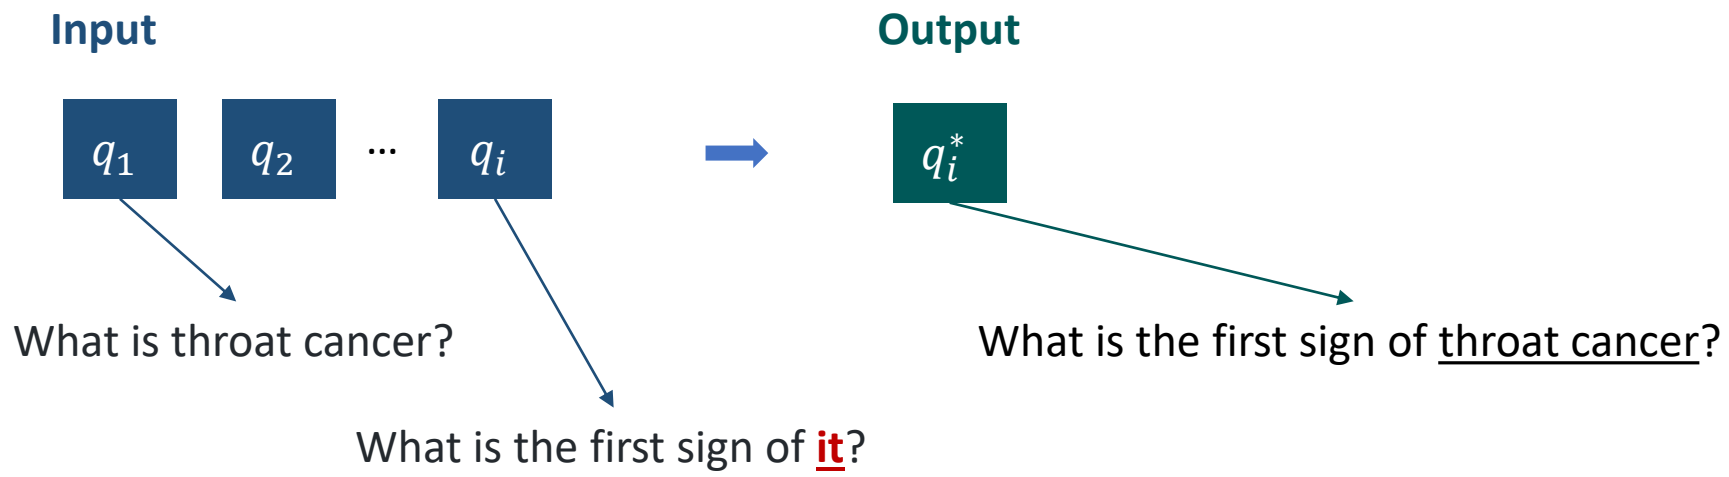 Input
Output
q₁ q₂ ... qᵢ
qᵢ*
What is throat cancer?
What is the first sign of throat cancer?
What is the first sign of it?